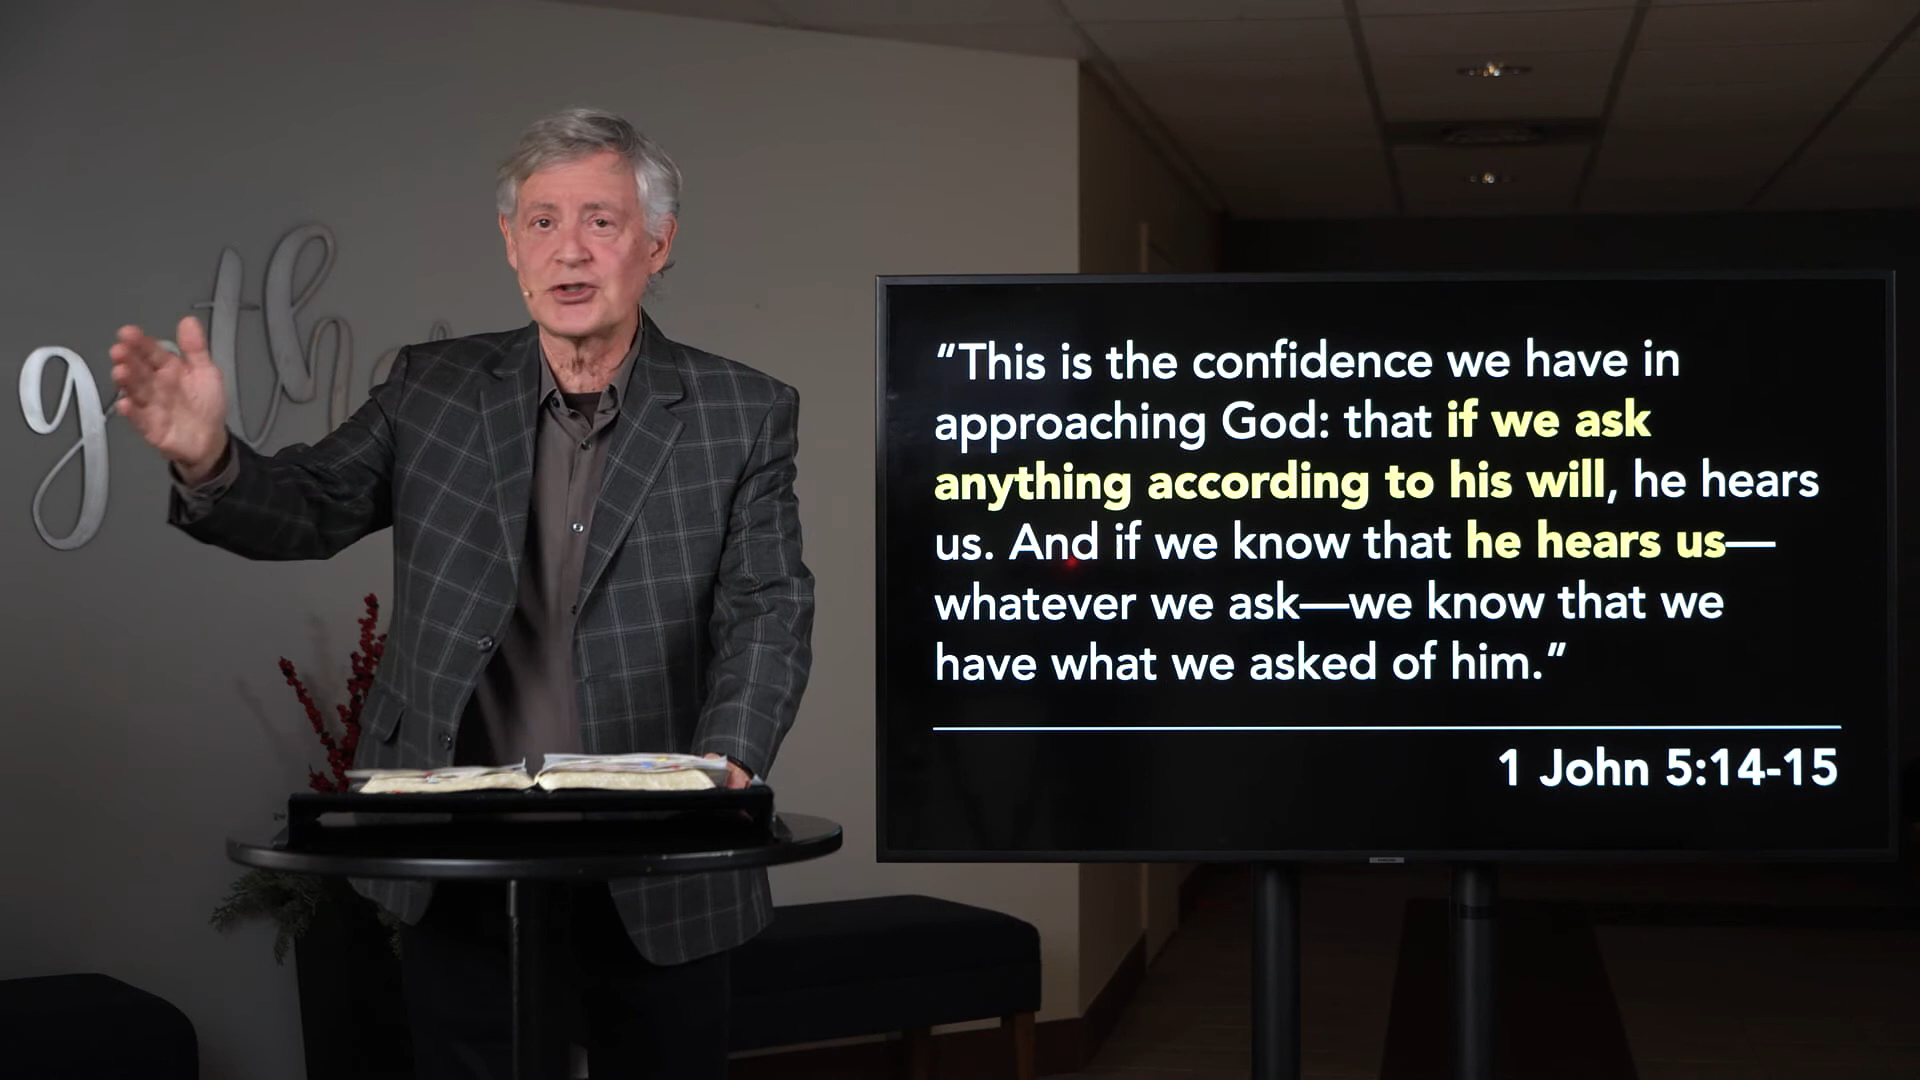 gathe
“This is the confidence we have in
approaching God: that if we ask
anything according to his will, he hears
us. And if we know that he hears us—
whatever we ask—we know that we
have what we asked of him.”
1 John 5:14-15